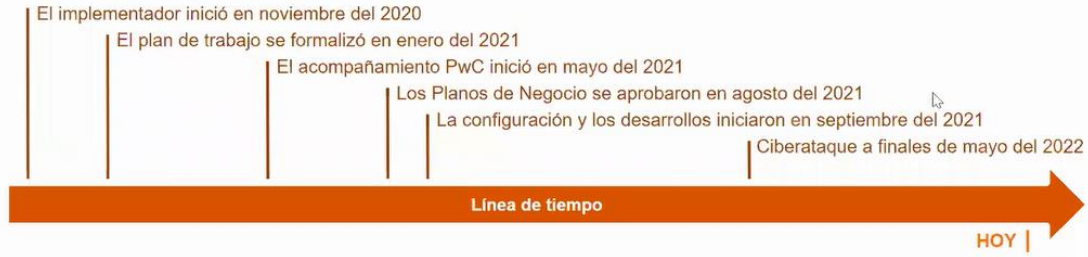 El implementador inició en noviembre del 2020
El plan de trabajo se formalizó en enero del 2021
El acompañamiento PwC inició en mayo del 2021
Los Planos de Negocio se aprobaron en agosto del 2021
La configuración y los desarrollos iniciaron en septiembre del 2021
Ciberataque a finales de mayo del 2022
Línea de tiempo
HOY